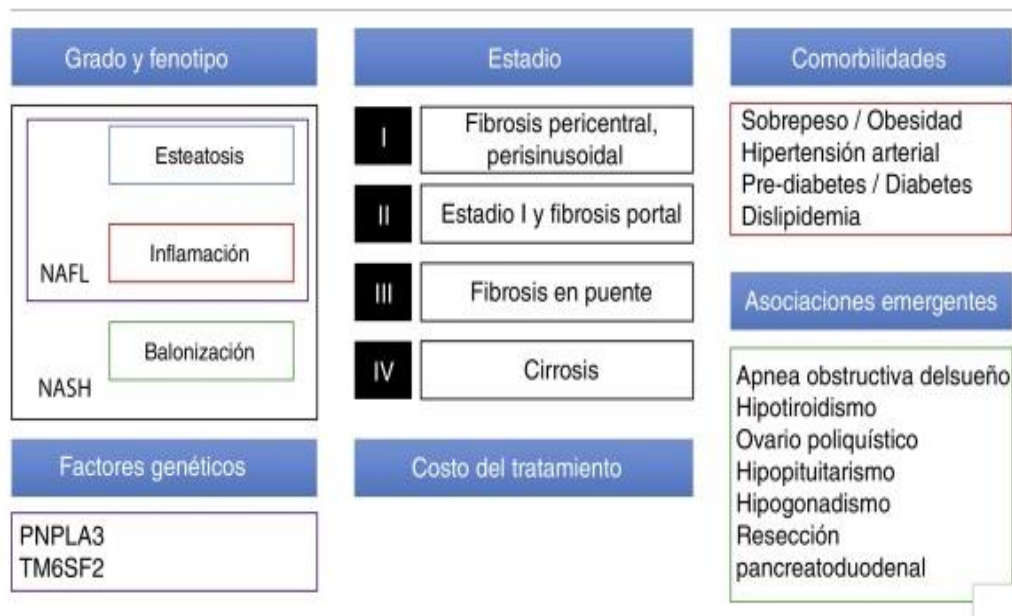 Grado y fenotipo
Esteatosis
Inflamación
NAFL
Balonización
NASH
Factores genéticos
PNPLA3
TM6SF2
Estadio
I
Fibrosis pericentral,
perisinusoidal
II
Estadio I y fibrosis portal
III
Fibrosis en puente
IV
Cirrosis
Costo del tratamiento
Comorbilidades
Sobrepeso / Obesidad
Hipertensión arterial
Pre-diabetes / Diabetes
Dislipidemia
Asociaciones emergentes
Apnea obstructiva delsueño
Hipotiroidismo
Ovario poliquístico
Hipopituitarismo
Hipogonadismo
Resección
pancreatoduodenal